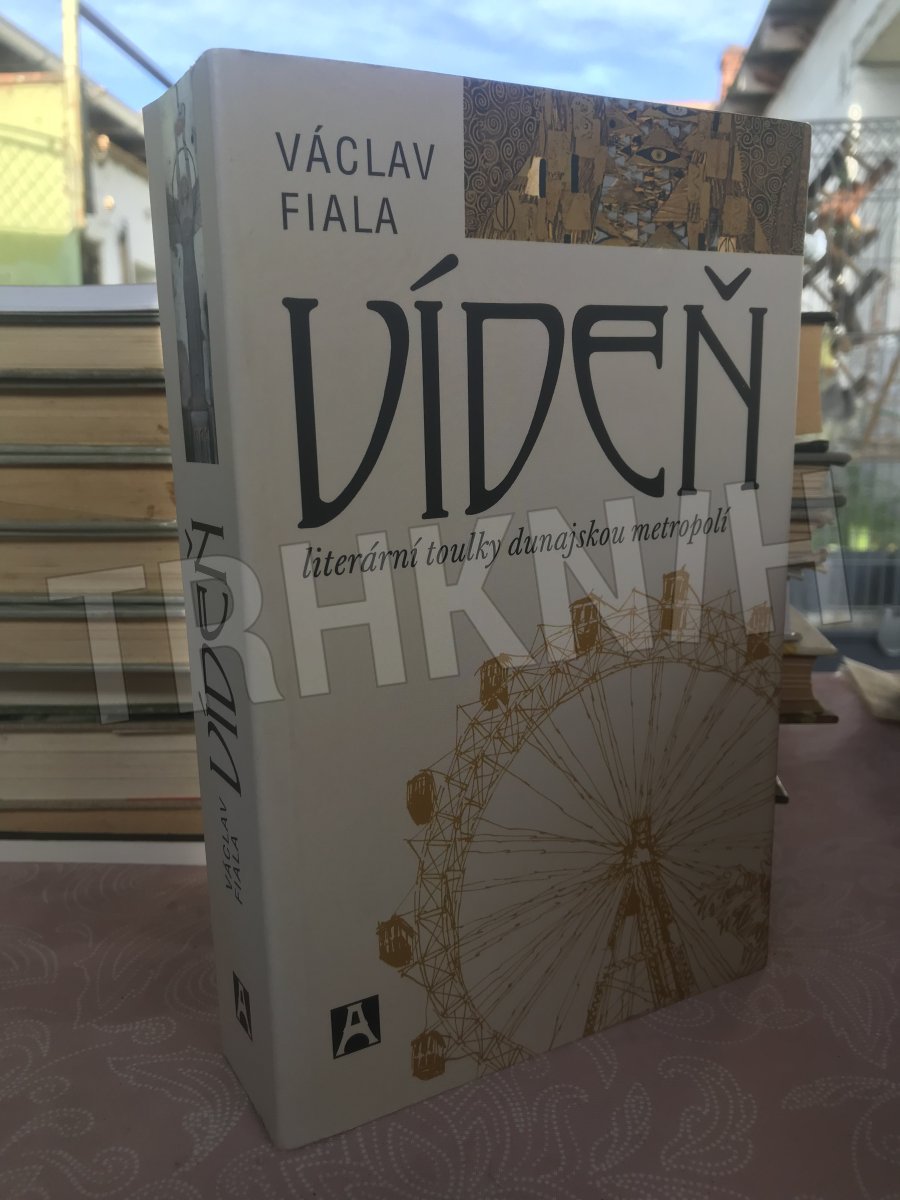 VÁCLAV
FIALA
VÍDEŇ
literární toulky dunajskou metropolí
TRHKNIH
VÍDEŇ
VÁCLAV
FIALA
A
A